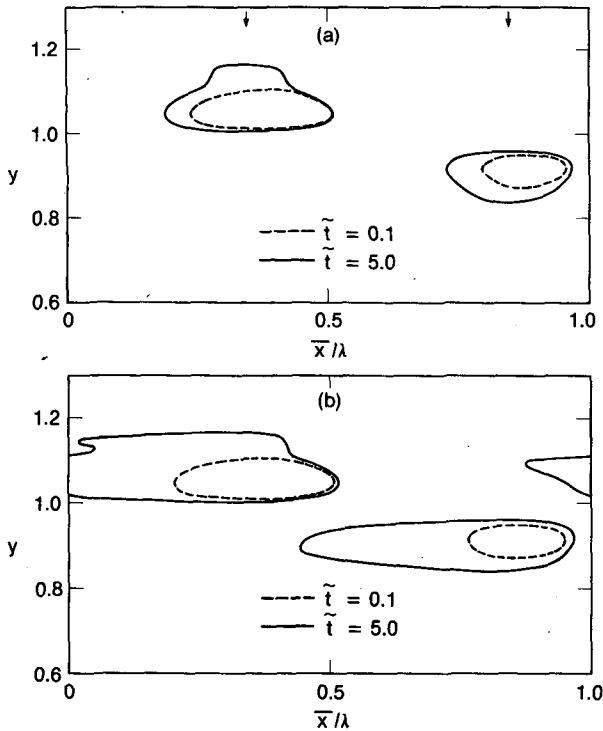 (a)
1.2
1.0
y
0.8
t̃ = 0.1
t̃ = 5.0
0.6
0 0.5 1.0
x̅/λ
(b)
1.2
1.0
y
0.8
t̃ = 0.1
t̃ = 5.0
0.6
0 0.5 1.0
x̅/λ